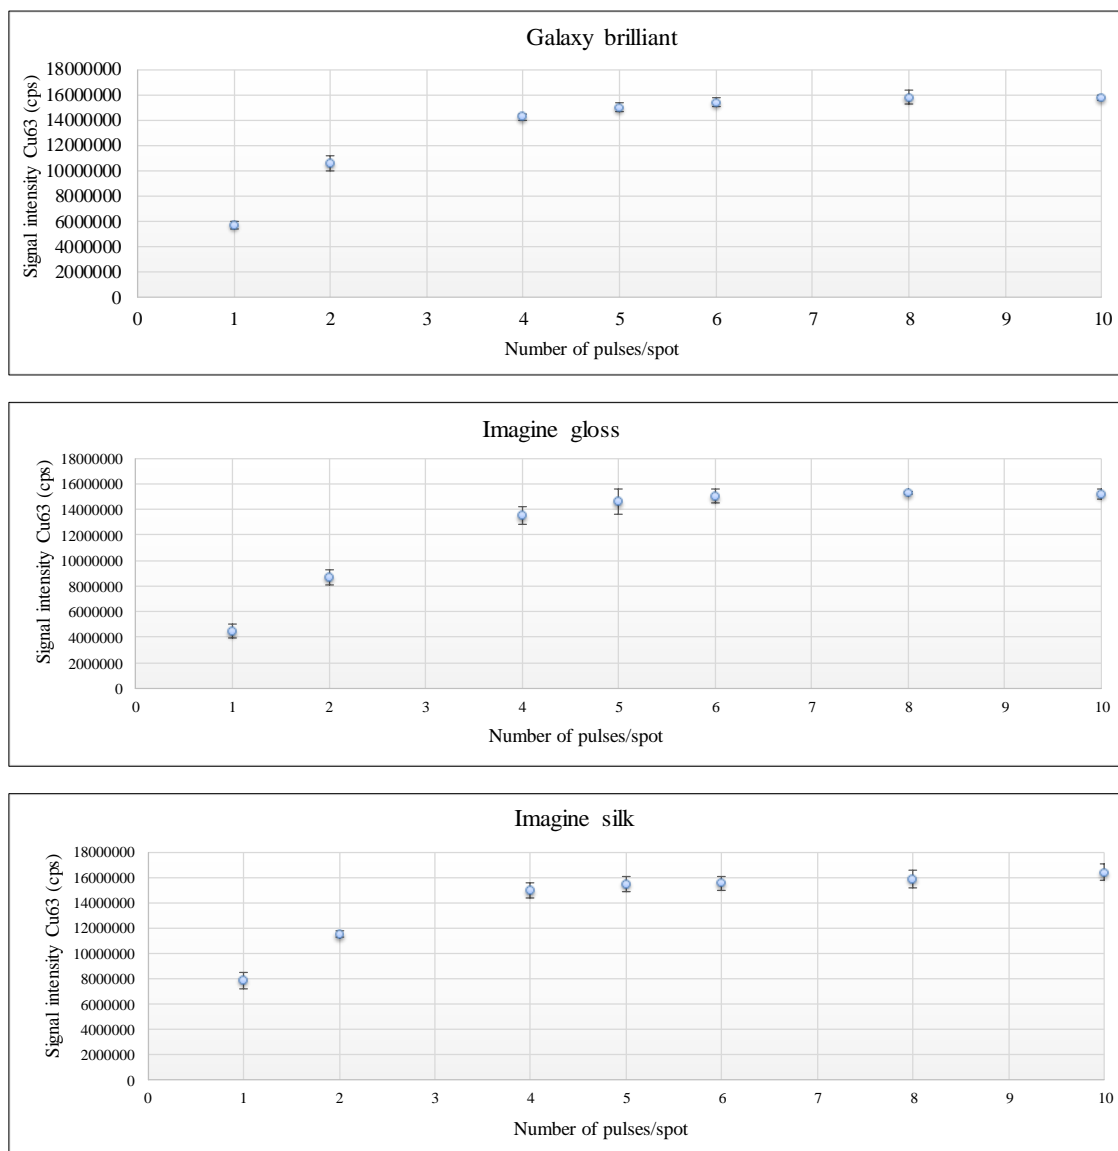 Galaxy brilliant
Signal intensity Cu63 (cps)
18000000
16000000
14000000
12000000
10000000
8000000
6000000
4000000
2000000
0
0 1 2 3 4 5 6 7 8 9 10
Number of pulses/spot
Imagine gloss
Signal intensity Cu63 (cps)
18000000
16000000
14000000
12000000
10000000
8000000
6000000
4000000
2000000
0
0 1 2 3 4 5 6 7 8 9 10
Number of pulses/spot
Imagine silk
Signal intensity Cu63 (cps)
18000000
16000000
14000000
12000000
10000000
8000000
6000000
4000000
2000000
0
0 1 2 3 4 5 6 7 8 9 10
Number of pulses/spot